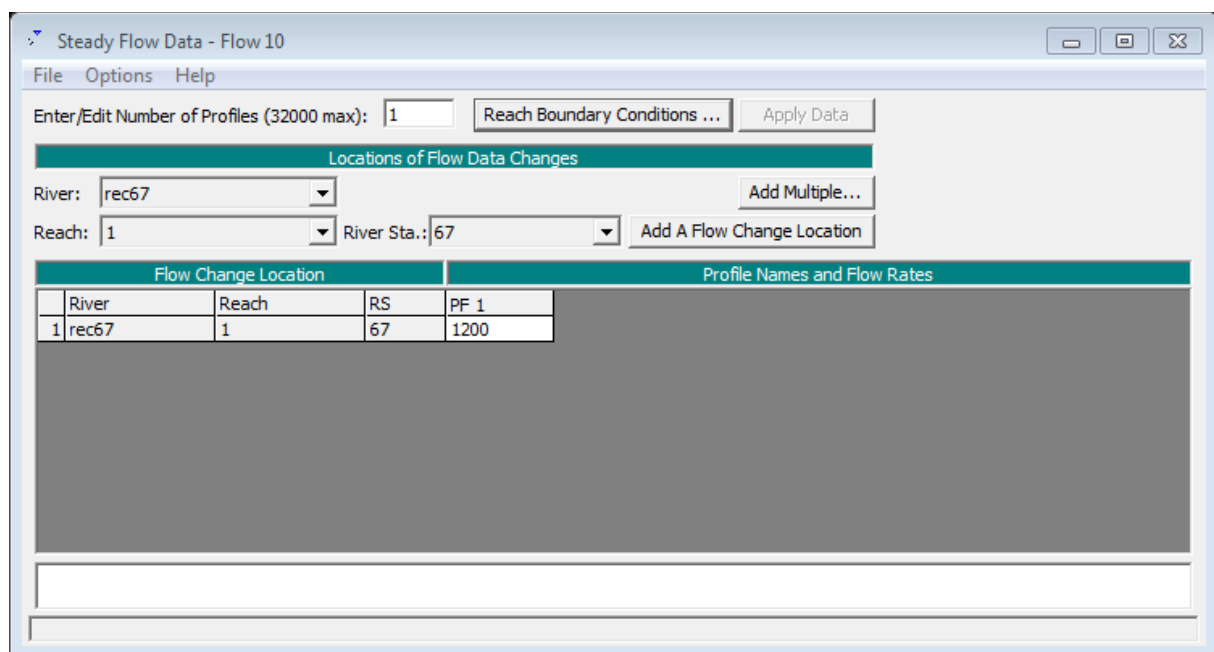 Steady Flow Data - Flow 10
File Options Help
Enter/Edit Number of Profiles (32000 max): 1 Reach Boundary Conditions ... Apply Data
Locations of Flow Data Changes
River: rec67 Add Multiple...
Reach: 1 River Sta.: 67 Add A Flow Change Location
Flow Change Location Profile Names and Flow Rates
River Reach RS PF 1
1 rec67 1 67 1200